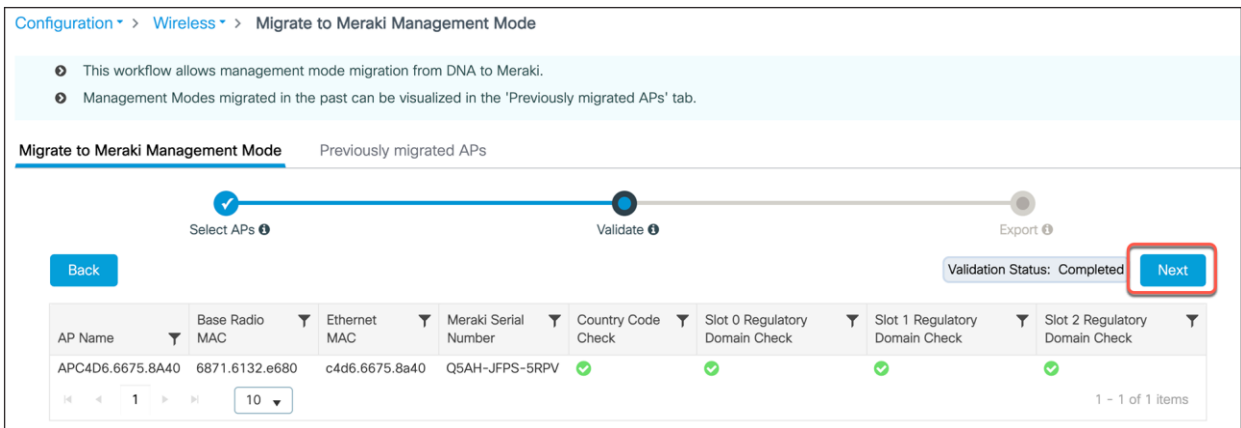 Configuration > Wireless > Migrate to Meraki Management Mode
This workflow allows management mode migration from DNA to Meraki.
Management Modes migrated in the past can be visualized in the 'Previously migrated APs' tab.
Migrate to Meraki Management Mode Previously migrated APs
Select APs Validate Export
Back Validation Status: Completed Next
AP Name Base Radio MAC Ethernet MAC Meraki Serial Number Country Code Check Slot 0 Regulatory Domain Check Slot 1 Regulatory Domain Check Slot 2 Regulatory Domain Check
APC4D6.6675.8A40 6871.6132.e680 c4d6.6675.8a40 Q5AH-JFPS-5RPV
1 10 1 - 1 of 1 items